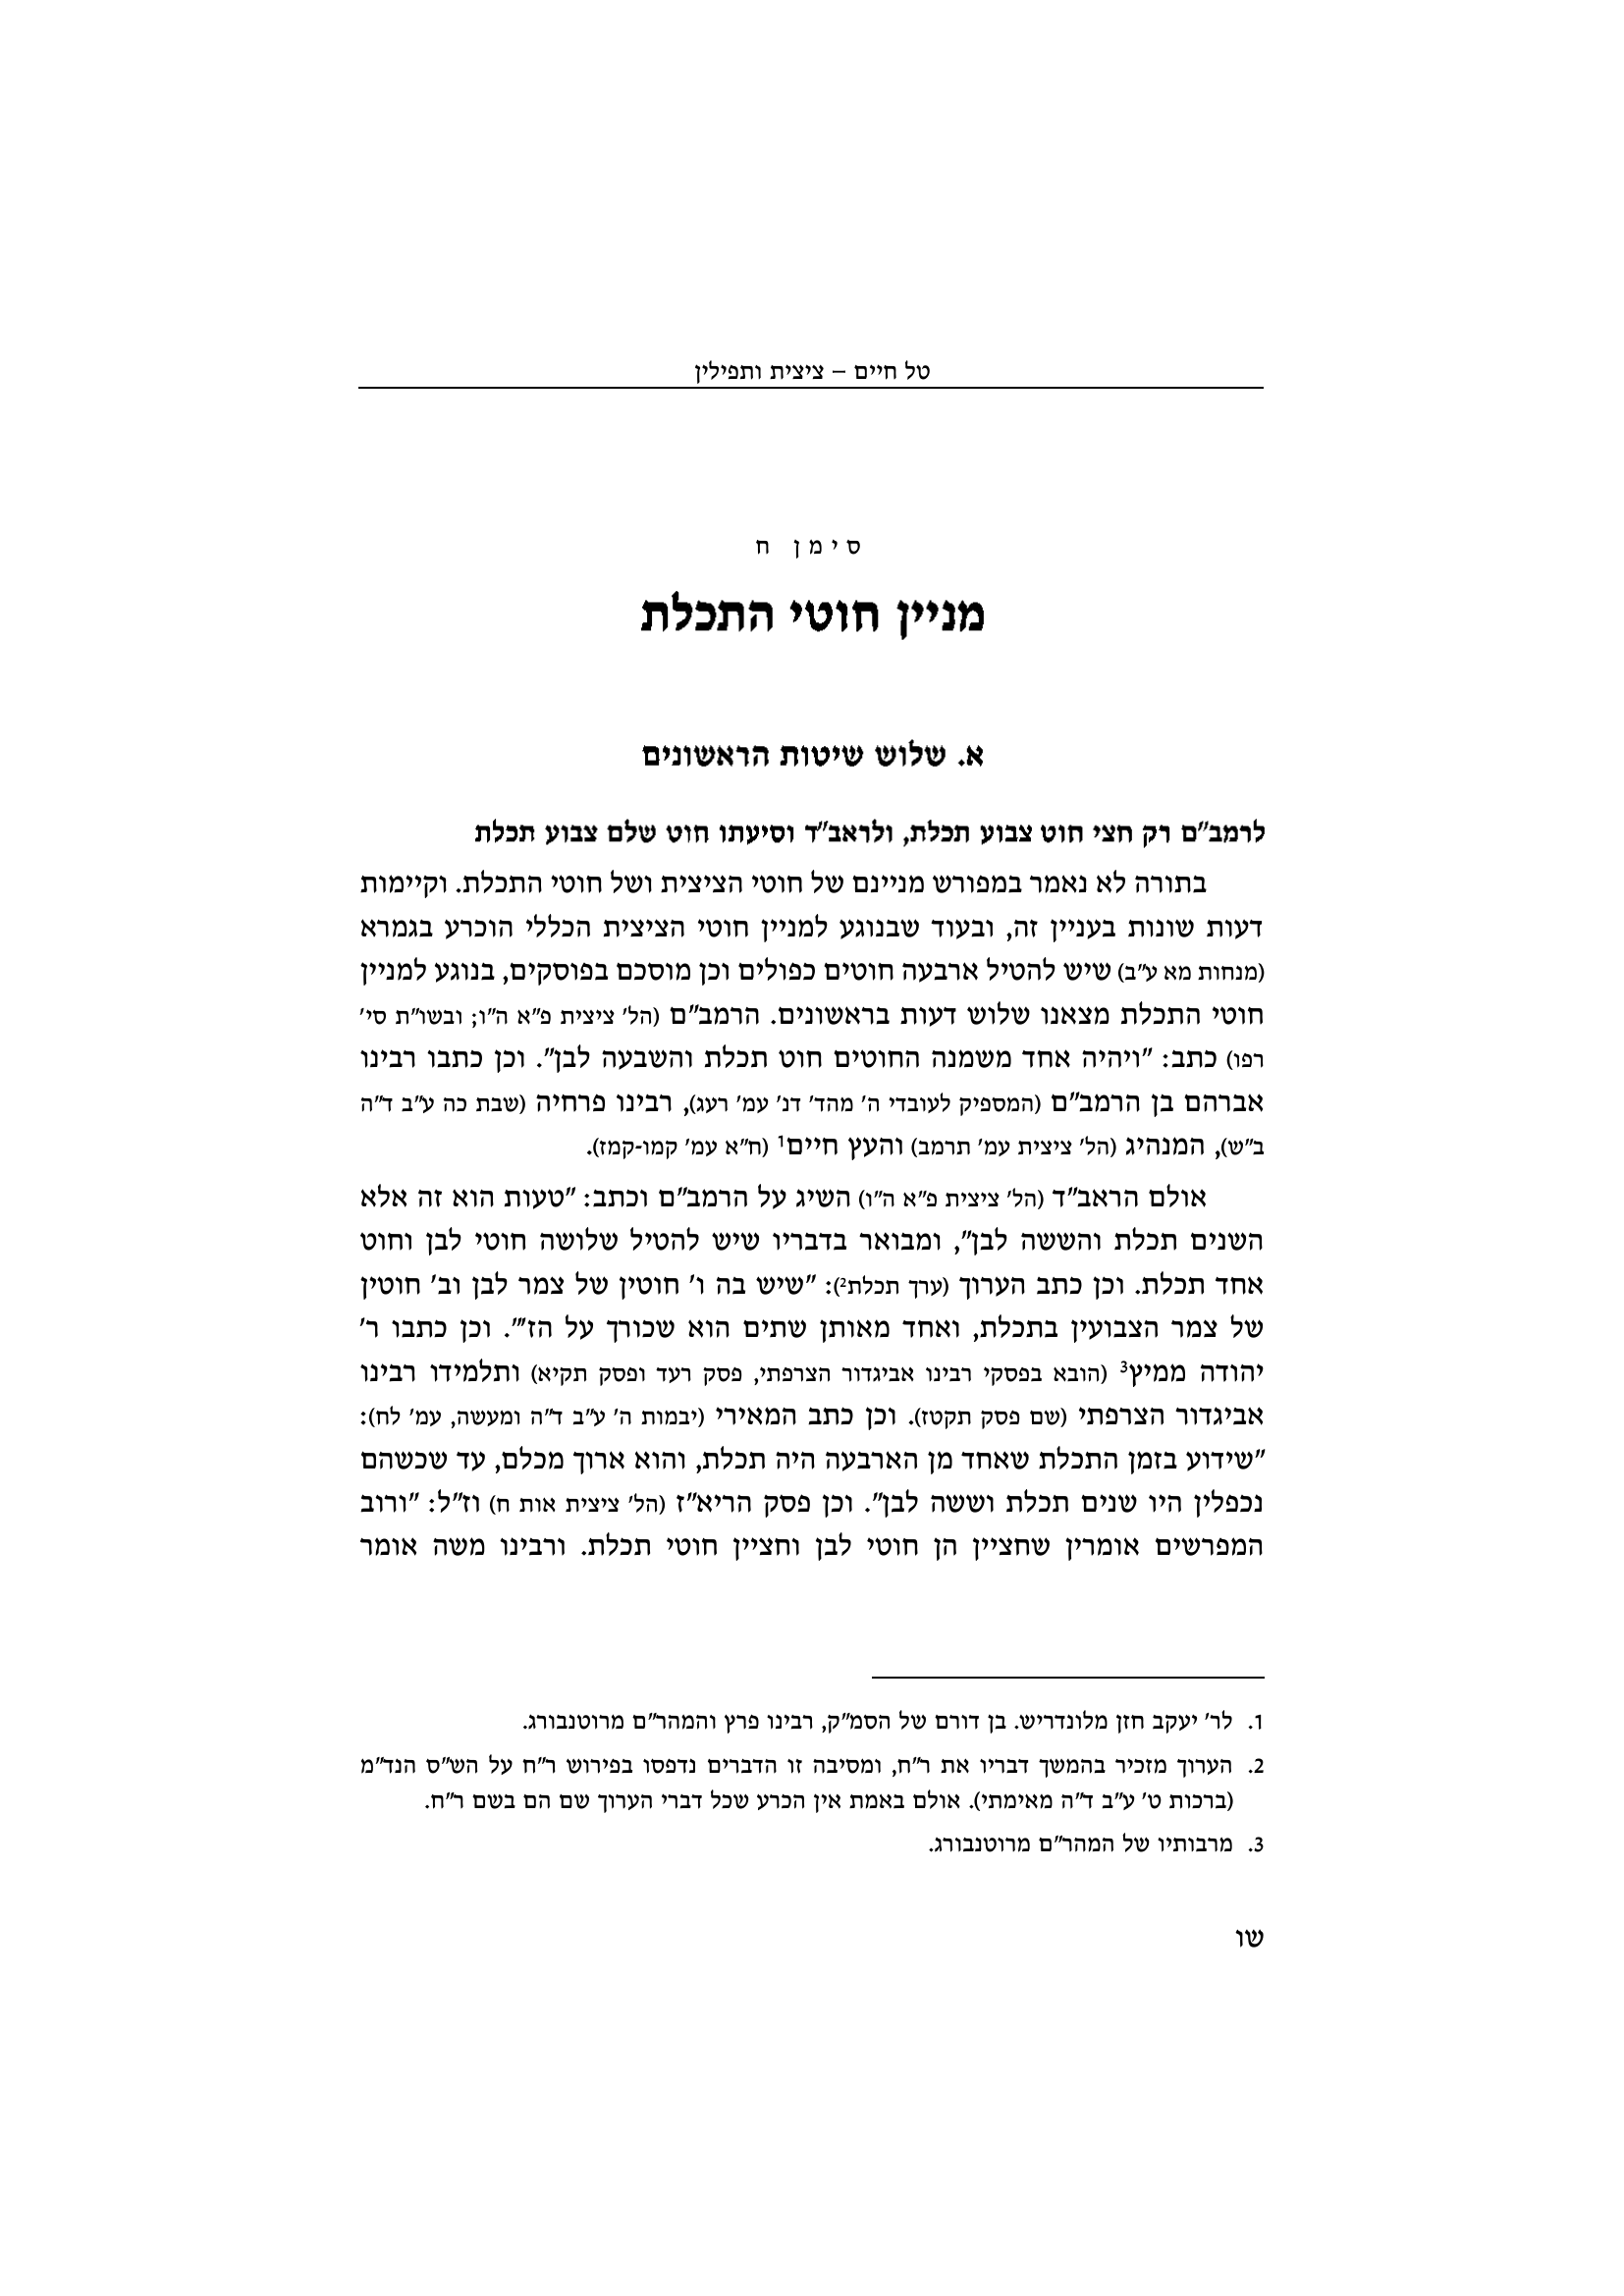 טל חיים – ציצית ותפילין
סימן ח
מניין חוטי התכלת
א. שלוש שיטות הראשונים
לרמב"ם רק חצי חוט צבוע תכלת, ולראב"ד וסיעתו חוט שלם צבוע תכלת
בתורה לא נאמר במפורש מניינם של חוטי הציצית ושל חוטי התכלת. וקיימות
דעות שונות בעניין זה, ובעוד שבנוגע למניין חוטי הציצית הכללי הוכרע בגמרא
(מנחות מא ע"ב) שיש להטיל ארבעה חוטים כפולים וכן מוסכם בפוסקים, בנוגע למניין
חוטי התכלת מצאנו שלוש דעות בראשונים. הרמב"ם (הל' ציצית פ"א ה"ו; ובשו"ת סי'
רפו) כתב: "ויהיה אחד משמנה החוטים חוט תכלת והשבעה לבן". וכן כתבו רבינו
אברהם בן הרמב"ם (המספיק לעובדי ה' מהד' דנ' עמ' רעג), רבינו פרחיה (שבת כה ע"ב ד"ה
ב"ש), המנהיג (הל' ציצית עמ' תרמב) והעץ חיים1 (ח"א עמ' קמו-קמז).
אולם הראב"ד (הל' ציצית פ"א ה"ו) השיג על הרמב"ם וכתב: "טעות הוא זה אלא
השנים תכלת והששה לבן", ומבואר בדבריו שיש להטיל שלושה חוטי לבן וחוט
אחד תכלת. וכן כתב הערוך (ערך תכלת2): "שיש בה ו' חוטין של צמר לבן וב' חוטין
של צמר הצבועין בתכלת, ואחד מאותן שתים הוא שכורך על הז'". וכן כתבו ר'
יהודה ממיץ3 (הובא בפסקי רבינו אביגדור הצרפתי, פסק רעד ופסק תקיא) ותלמידו רבינו
אביגדור הצרפתי (שם פסק תקטז). וכן כתב המאירי (יבמות ה' ע"ב ד"ה ומעשה, עמ' לח):
"שידוע בזמן התכלת שאחד מן הארבעה היה תכלת, והוא ארוך מכלם, עד שכשהם
נכפלין היו שנים תכלת וששה לבן". וכן פסק הריא"ז (הל' ציצית אות ח) וז"ל: "ורוב
המפרשים אומרין שחציין הן חוטי לבן וחציין חוטי תכלת. ורבינו משה אומר
1. לר' יעקב חזן מלונדריש. בן דורם של הסמ"ק, רבינו פרץ והמהר"ם מרוטנבורג.
2. הערוך מזכיר בהמשך דבריו את ר"ח, ומסיבה זו הדברים נדפסו בפירוש ר"ח על הש"ס הנד"מ
(ברכות ט' ע"ב ד"ה מאימתי). אולם באמת אין הכרע שכל דברי הערוך שם הם בשם ר"ח.
3. מרבותיו של המהר"ם מרוטנבורג.
שו